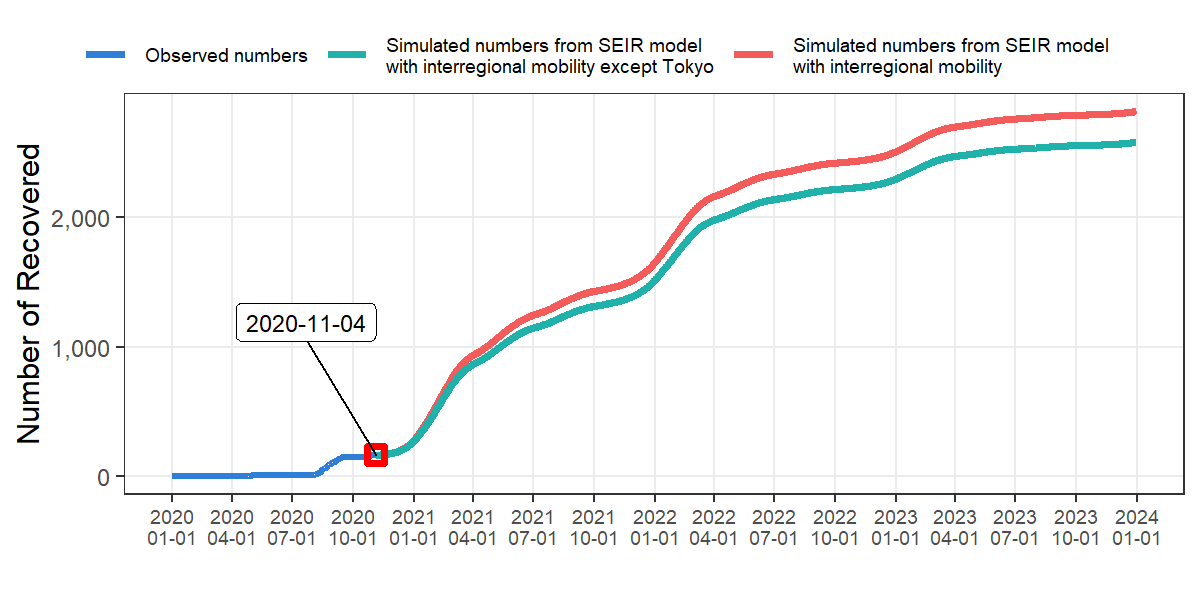 Observed numbers
Simulated numbers from SEIR model
with interregional mobility except Tokyo
Simulated numbers from SEIR model
with interregional mobility
Number of Recovered
2,000
1,000
0
2020-11-04
2020 2020 2020 2020 2021 2021 2021 2021 2022 2022 2022 2022 2023 2023 2023 2023 2024
01-01 04-01 07-01 10-01 01-01 04-01 07-01 10-01 01-01 04-01 07-01 10-01 01-01 04-01 07-01 10-01 01-01